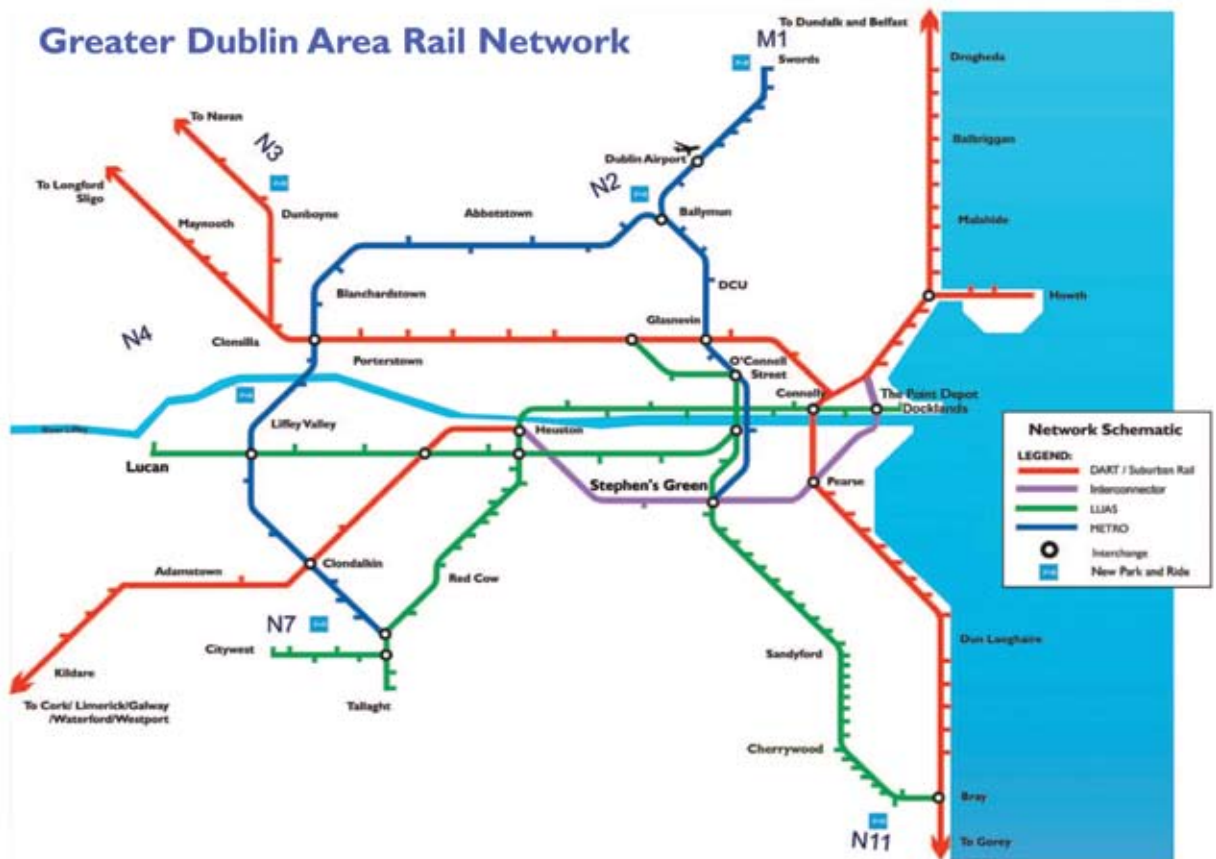 Greater Dublin Area Rail Network
To Dundalk and Belfast
M1
Swords
Drogheda
To Navan
N3
Balbriggan
Dublin Airport
N2
To Longford
Sligo
Maynooth
Dunboyne
Abbotstown
Ballymun
Malahide
DCU
Blanchardstown
Howth
Glasnevin
N4
Clonsilla
Porterstown
O'Connell
Street
Connolly
The Point Depot
Docklands
River Liffey
Liffey Valley
Heuston
Lucan
Stephen's Green
Pearse
Network Schematic
LEGEND:
DART / Suburban Rail
Interconnector
LUAS
METRO
Interchange
New Park and Ride
Clondalkin
Adamstown
Red Cow
N7
Citywest
Dun Laoghaire
Sandyford
Kildare
To Cork/ Limerick/Galway
/Waterford/Westport
Tallaght
Cherrywood
Bray
N11
To Gorey